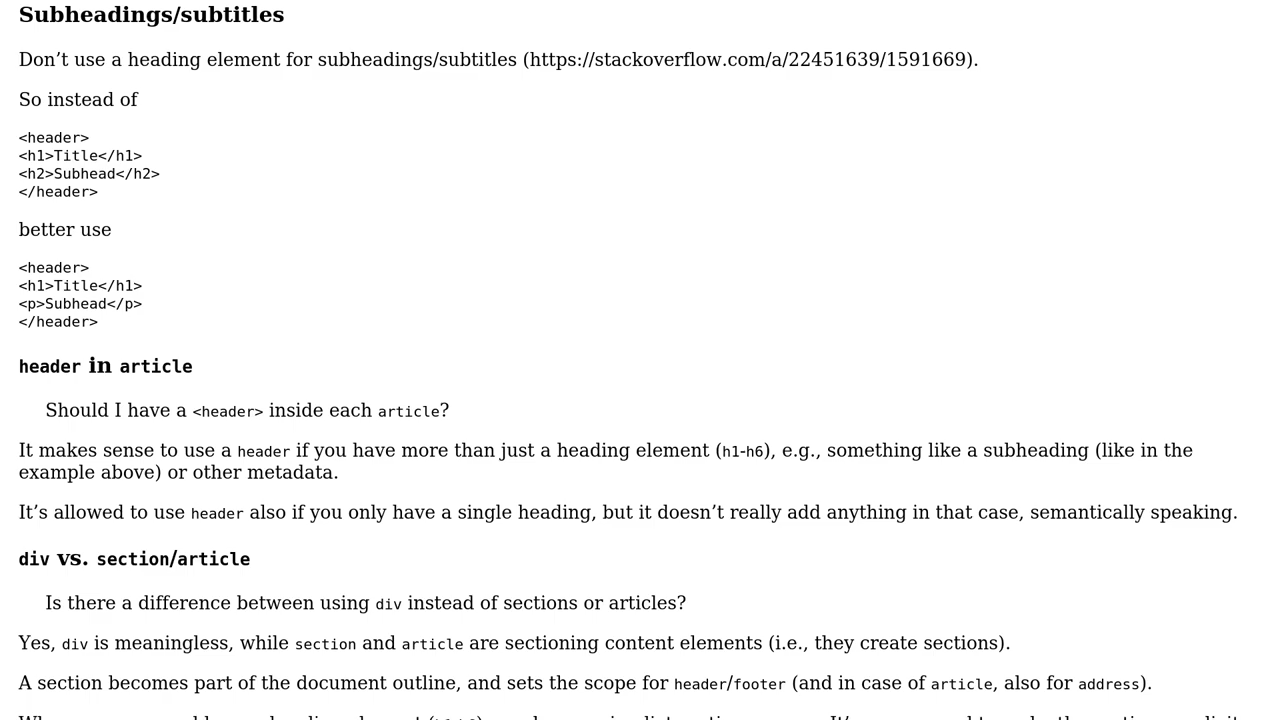 Subheadings/subtitles
Don’t use a heading element for subheadings/subtitles (https://stackoverflow.com/a/22451639/1591669).
So instead of
<header>
<h1>Title</h1>
<h2>Subhead</h2>
</header>
better use
<header>
<h1>Title</h1>
<p>Subhead</p>
</header>
header in article
Should I have a <header> inside each article?
It makes sense to use a header if you have more than just a heading element (h1-h6), e.g., something like a subheading (like in the
example above) or other metadata.
It’s allowed to use header also if you only have a single heading, but it doesn’t really add anything in that case, semantically speaking.
div vs. section/article
Is there a difference between using div instead of sections or articles?
Yes, div is meaningless, while section and article are sectioning content elements (i.e., they create sections).
A section becomes part of the document outline, and sets the scope for header/footer (and in case of article, also for address).